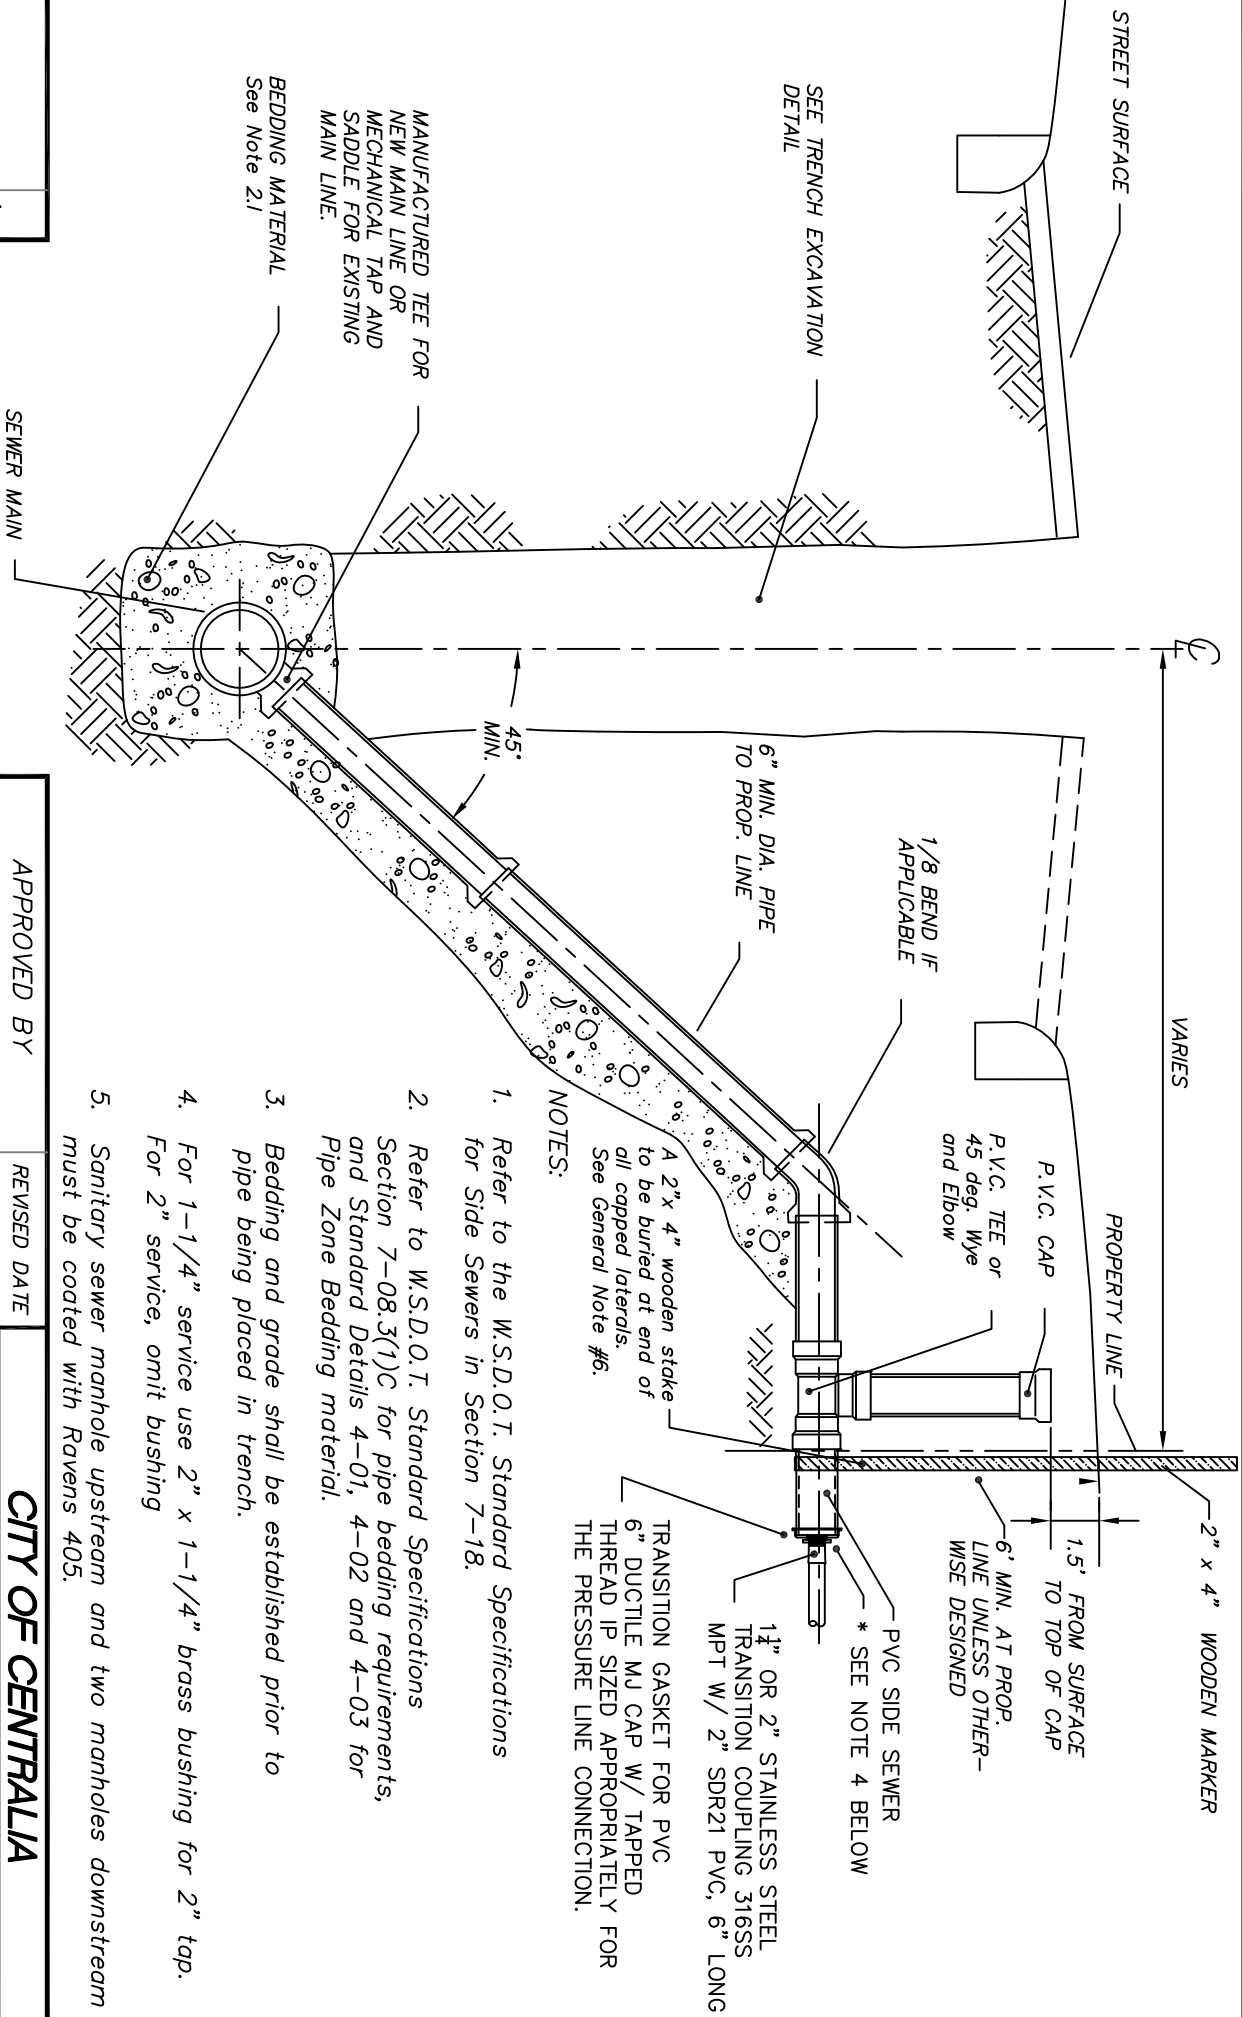 STREET SURFACE
SEE TRENCH EXCAVATION
DETAIL
MANUFACTURED TEE FOR
NEW MAIN LINE OR
MECHANICAL TAP AND
SADDLE FOR EXISTING
MAIN LINE.
BEDDING MATERIAL
See Note 2.1
SEWER MAIN
℄
VARIES
45°
MIN.
6" MIN. DIA. PIPE
TO PROP. LINE
1/8 BEND IF
APPLICABLE
P.V.C. TEE or
45 deg. Wye
and Elbow
P.V.C. CAP
PROPERTY LINE
2" x 4" WOODEN MARKER
1.5' FROM SURFACE
TO TOP OF CAP
6' MIN. AT PROP.
LINE UNLESS OTHER-
WISE DESIGNED
PVC SIDE SEWER
* SEE NOTE 4 BELOW
1¼" OR 2" STAINLESS STEEL
TRANSITION COUPLING 316SS
MPT W/ 2" SDR21 PVC, 6" LONG
TRANSITION GASKET FOR PVC
6" DUCTILE MJ CAP W/ TAPPED
THREAD IP SIZED APPROPRIATELY FOR
THE PRESSURE LINE CONNECTION.
A 2"x 4" wooden stake
to be buried at end of
all capped laterals.
See General Note #6.
NOTES:
1. Refer to the W.S.D.O.T. Standard Specifications
for Side Sewers in Section 7-18.
2. Refer to W.S.D.O.T. Standard Specifications
Section 7-08.3(1)C for pipe bedding requirements,
and Standard Details 4-01, 4-02 and 4-03 for
Pipe Zone Bedding material.
3. Bedding and grade shall be established prior to
pipe being placed in trench.
4. For 1-1/4" service use 2" x 1-1/4" brass bushing for 2" tap.
For 2" service, omit bushing
5. Sanitary sewer manhole upstream and two manholes downstream
must be coated with Ravens 405.
APPROVED BY
REVISED DATE
CITY OF CENTRALIA